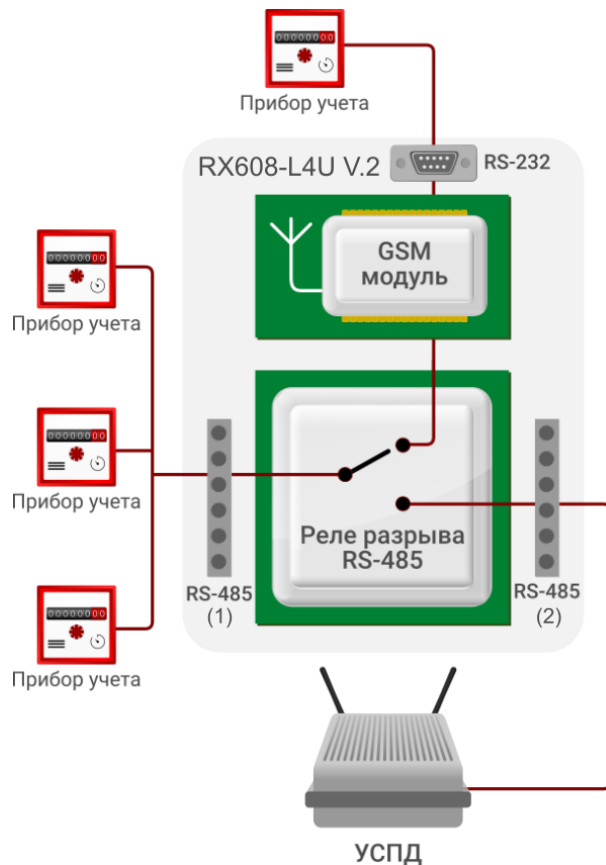 Прибор учета
RX608-L4U V.2
RS-232
GSM
модуль
Прибор учета
Прибор учета
Прибор учета
Реле разрыва
RS-485
RS-485
(1)
RS-485
(2)
УСПД